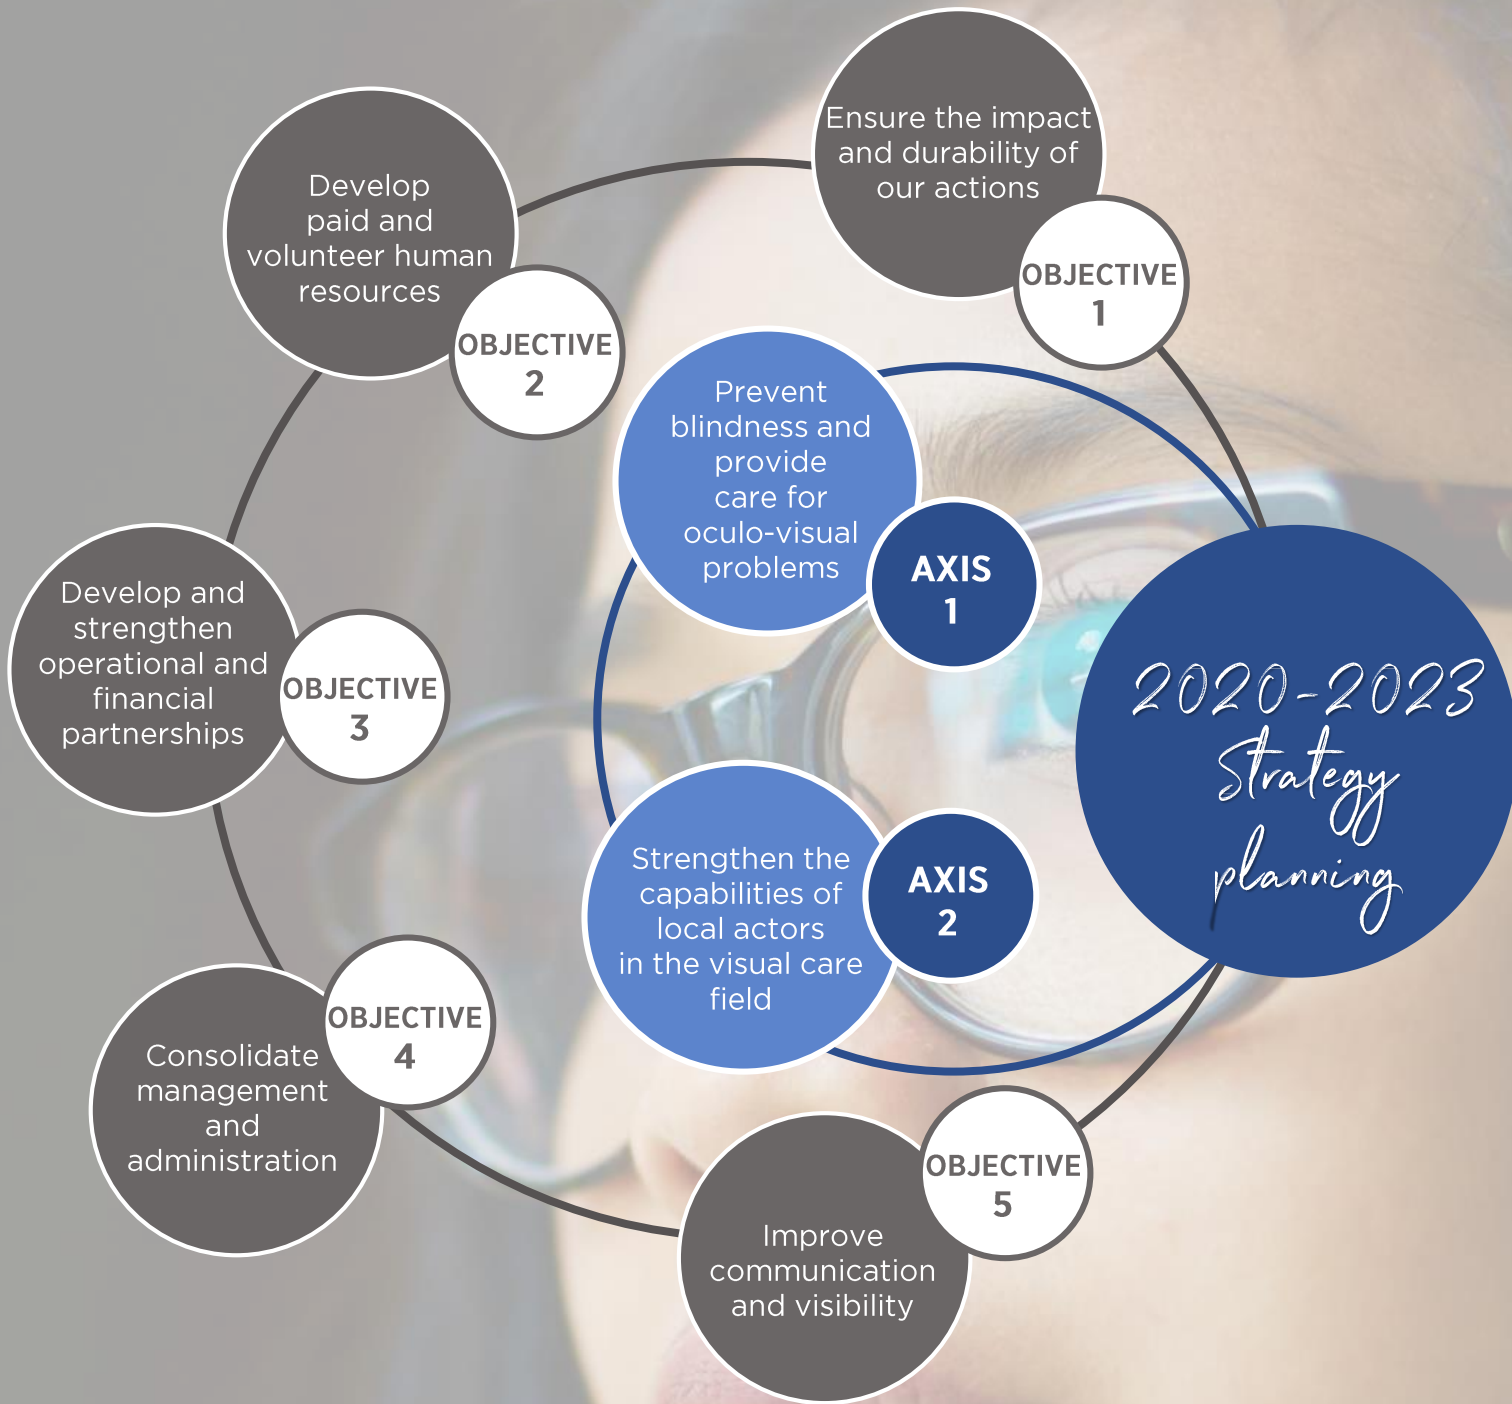 Ensure the impact
and durability of
our actions
OBJECTIVE
1
Develop
paid and
volunteer human
resources
OBJECTIVE
2
Develop and
strengthen
operational and
financial
partnerships
OBJECTIVE
3
Consolidate
management
and
administration
OBJECTIVE
4
Improve
communication
and visibility
OBJECTIVE
5
Prevent
blindness and
provide
care for
oculo-visual
problems
AXIS
1
Strengthen the
capabilities of
local actors
in the visual care
field
AXIS
2
2020-2023
Strategy
planning